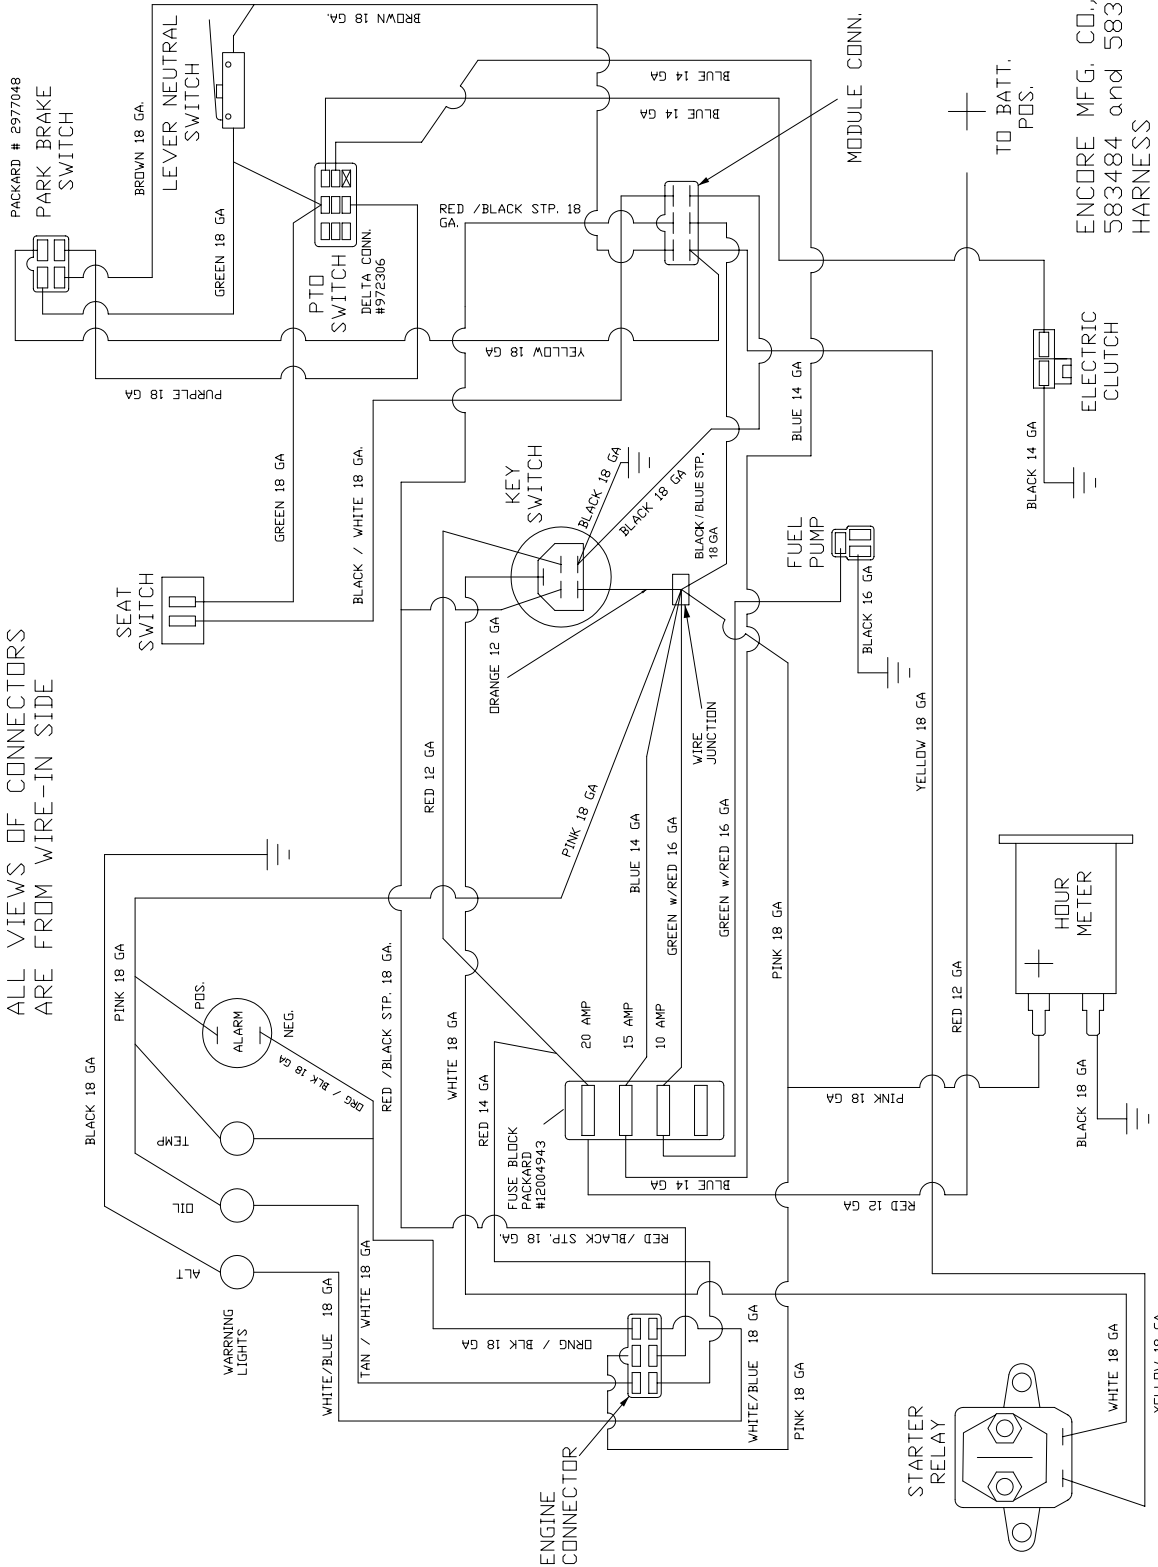 ALL VIEWS OF CONNECTORS
ARE FROM WIRE-IN SIDE
PACKARD # 2977048
PARK BRAKE
SWITCH
LEVER NEUTRAL
SWITCH
BROWN 18 GA.
BROWN 18 GA.
GREEN 18 GA
PTO
SWITCH
DELTA CONN.
#972306
RED /BLACK STP. 18
GA.
BLUE 14 GA
BLUE 14 GA
MODULE CONN.
TO BATT.
POS.
ENCORE MFG. CO.,
583484 and 583
HARNESS
PURPLE 18 GA
YELLOW 18 GA
SEAT
SWITCH
GREEN 18 GA
BLACK / WHITE 18 GA.
KEY
SWITCH
BLACK 18 GA
BLACK 18 GA
BLACK / BLUE STP.
18 GA
BLUE 14 GA
ELECTRIC
CLUTCH
BLACK 14 GA
FUEL
PUMP
BLACK 16 GA
ORANGE 12 GA
WIRE
JUNCTION
RED 12 GA
PINK 18 GA
BLUE 14 GA
GREEN w/RED 16 GA
GREEN w/RED 16 GA
YELLOW 18 GA
PINK 18 GA
RED 12 GA
HOUR
METER
BLACK 18 GA
PINK 18 GA
BLACK 18 GA
PINK 18 GA
POS.
ALARM
NEG.
ORG / BLK 18 GA
TEMP
OIL
ALT
WARRNING
LIGHTS
RED /BLACK STP. 18 GA.
WHITE 18 GA
RED 14 GA
20 AMP
15 AMP
10 AMP
FUSE BLOCK
PACKARD
#12004943
BLUE 14 GA
RED 12 GA
RED /BLACK STP. 18 GA.
WHITE/BLUE 18 GA
TAN / WHITE 18 GA
ORNG / BLK 18 GA
WHITE/BLUE 18 GA
PINK 18 GA
ENGINE
CONNECTOR
STARTER
RELAY
WHITE 18 GA
YELLOW 18 GA